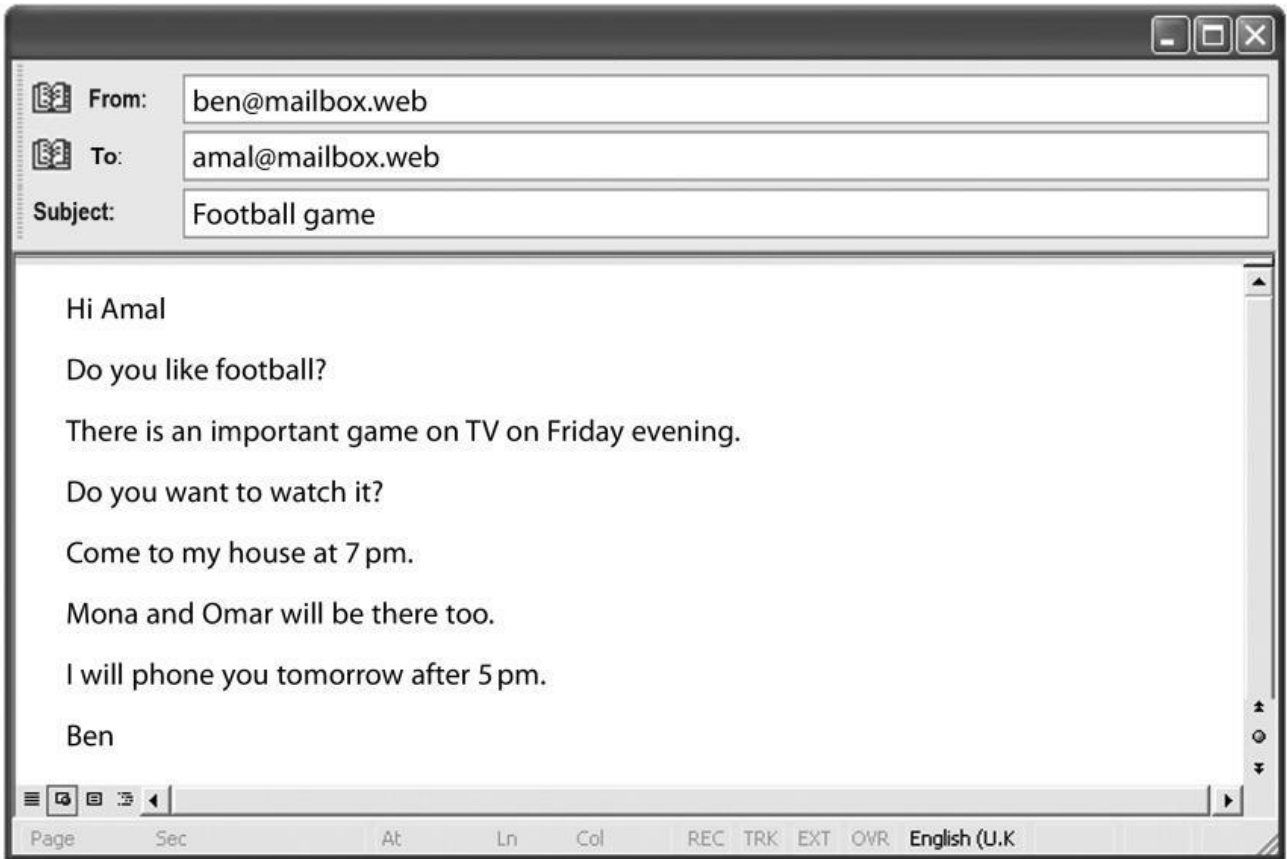 From: ben@mailbox.web
To: amal@mailbox.web
Subject: Football game
Hi Amal
Do you like football?
There is an important game on TV on Friday evening.
Do you want to watch it?
Come to my house at 7 pm.
Mona and Omar will be there too.
I will phone you tomorrow after 5 pm.
Ben
Page Sec At Ln Col REC TRK EXT OVR English (U.K